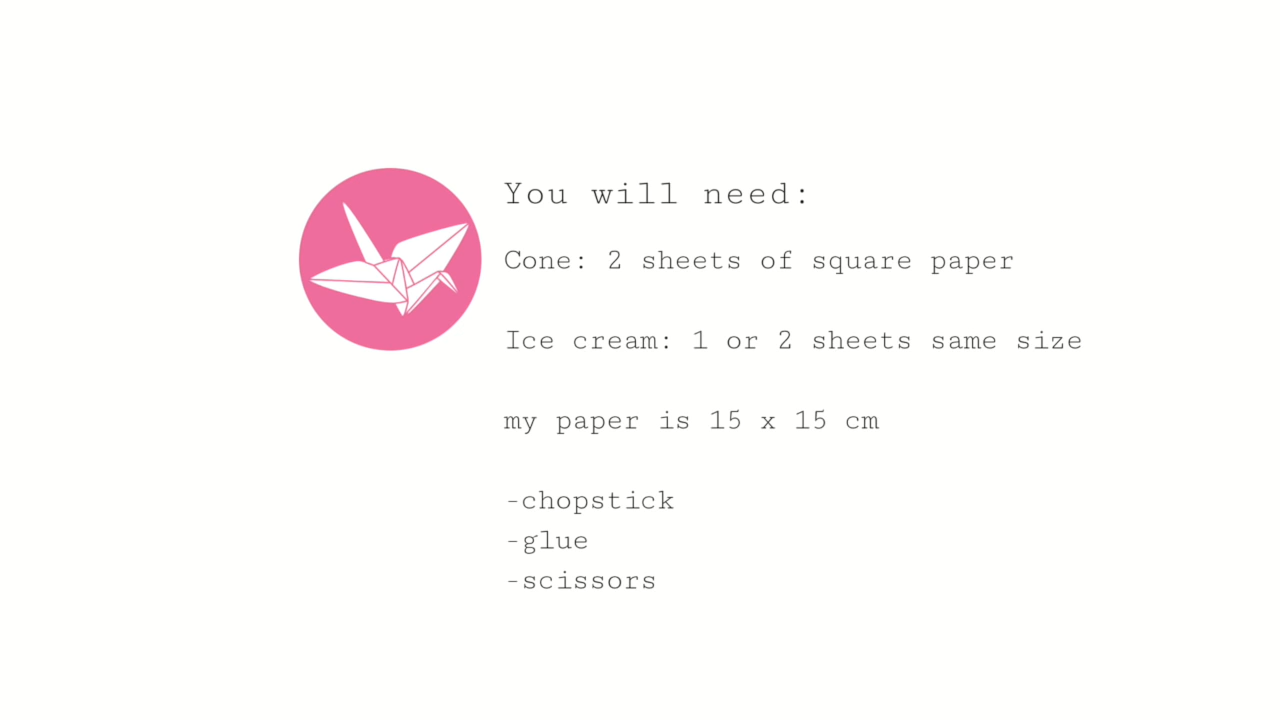 You will need:
Cone: 2 sheets of square paper
Ice cream: 1 or 2 sheets same size
my paper is 15 x 15 cm
-chopstick
-glue
-scissors